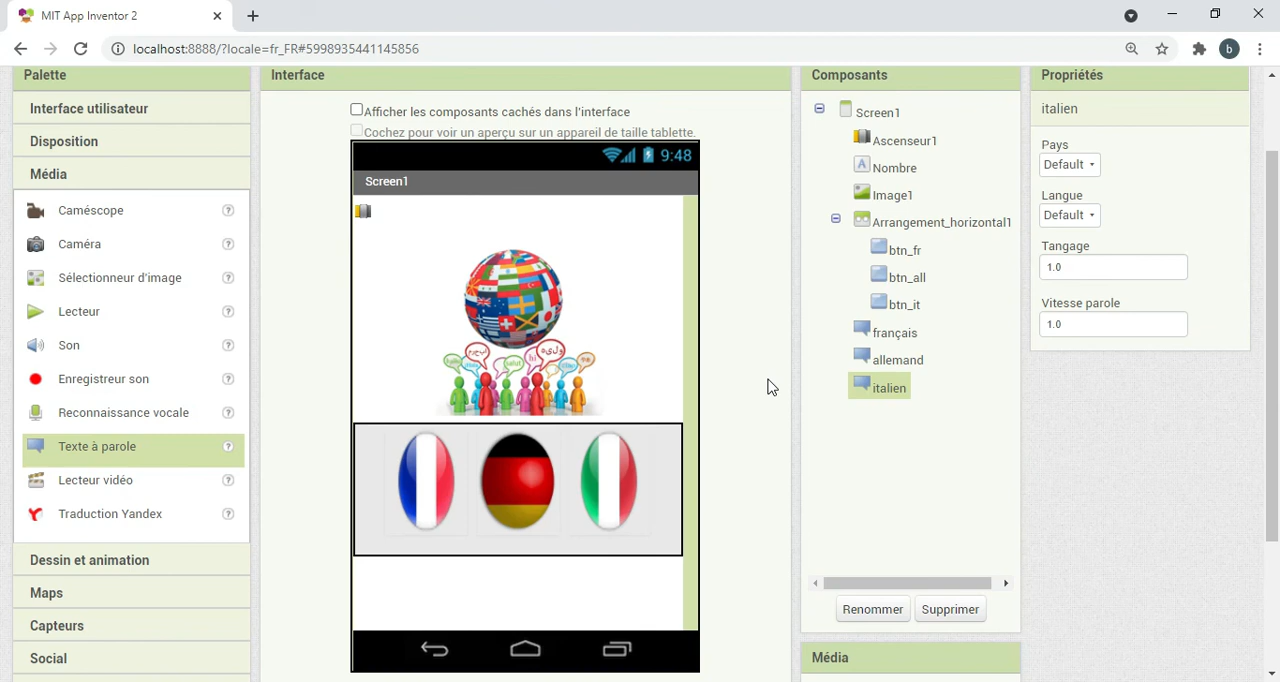 MIT App Inventor 2
localhost:8888/?locale=fr_FR#5998935441145856
b
Palette
Interface utilisateur
Disposition
Média
Caméscope
Caméra
Sélectionneur d'image
Lecteur
Son
Enregistreur son
Reconnaissance vocale
Texte à parole
Lecteur vidéo
Traduction Yandex
Dessin et animation
Maps
Capteurs
Social
Interface
Afficher les composants cachés dans l'interface
Cochez pour voir un aperçu sur un appareil de taille tablette.
9:48
Screen1
Composants
Screen1
Ascenseur1
A Nombre
Image1
Arrangement_horizontal1
btn_fr
btn_all
btn_it
français
allemand
italien
Renommer
Supprimer
Média
Propriétés
italien
Pays
Default
Langue
Default
Tangage
1.0
Vitesse parole
1.0